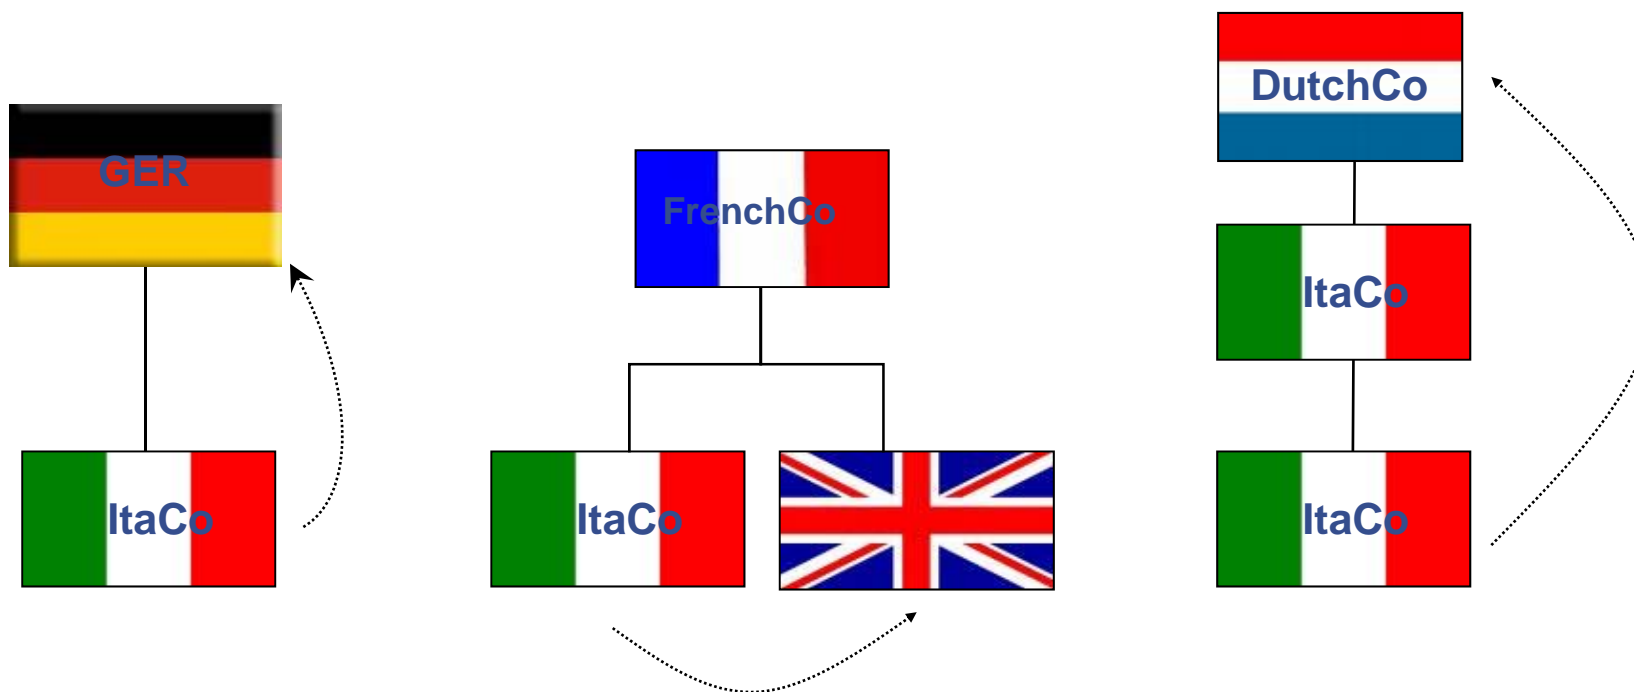 GER
ItaCo
FrenchCo
ItaCo
DutchCo
ItaCo
ItaCo